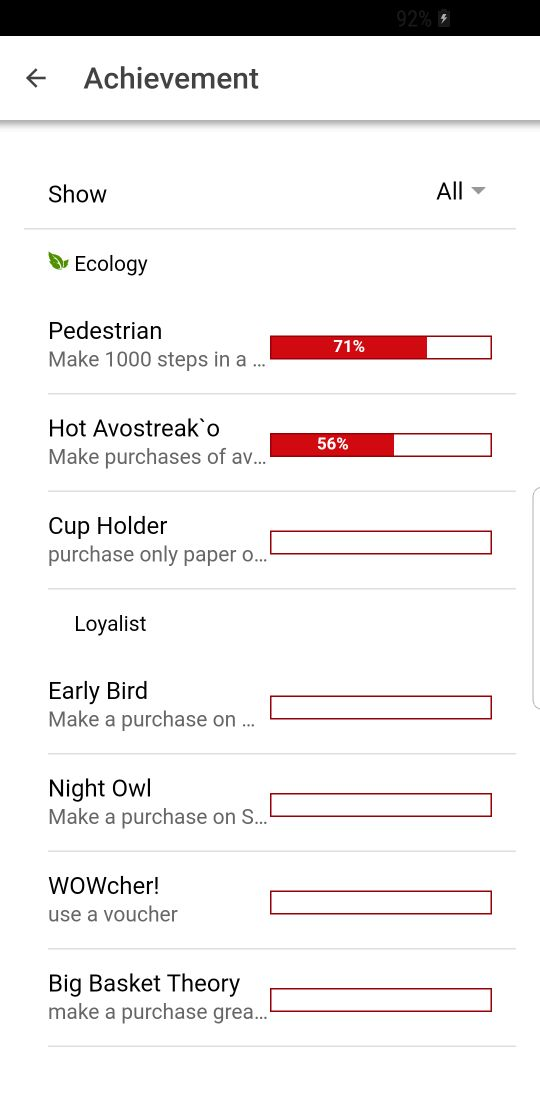 92%
Achievement
Show All
Ecology
Pedestrian
Make 1000 steps in a ...
71%
Hot Avostreak`o
Make purchases of av...
56%
Cup Holder
purchase only paper o...
Loyalist
Early Bird
Make a purchase on ...
Night Owl
Make a purchase on S...
WOWcher!
use a voucher
Big Basket Theory
make a purchase grea...